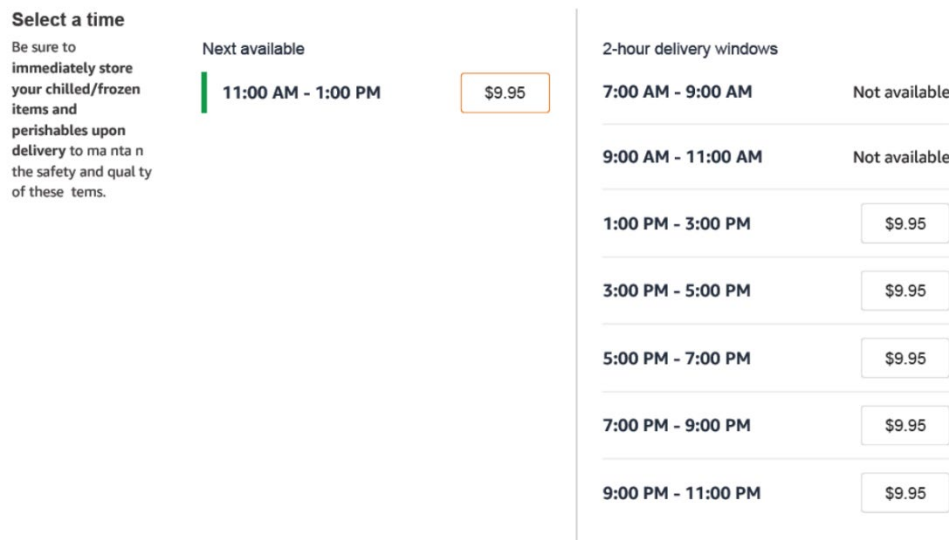 Select a time
Be sure to
immediately store
your chilled/frozen
items and
perishables upon
delivery to ma nta n
the safety and qual ty
of these tems.
Next available
11:00 AM - 1:00 PM $9.95
2-hour delivery windows
7:00 AM - 9:00 AM Not available
9:00 AM - 11:00 AM Not available
1:00 PM - 3:00 PM $9.95
3:00 PM - 5:00 PM $9.95
5:00 PM - 7:00 PM $9.95
7:00 PM - 9:00 PM $9.95
9:00 PM - 11:00 PM $9.95